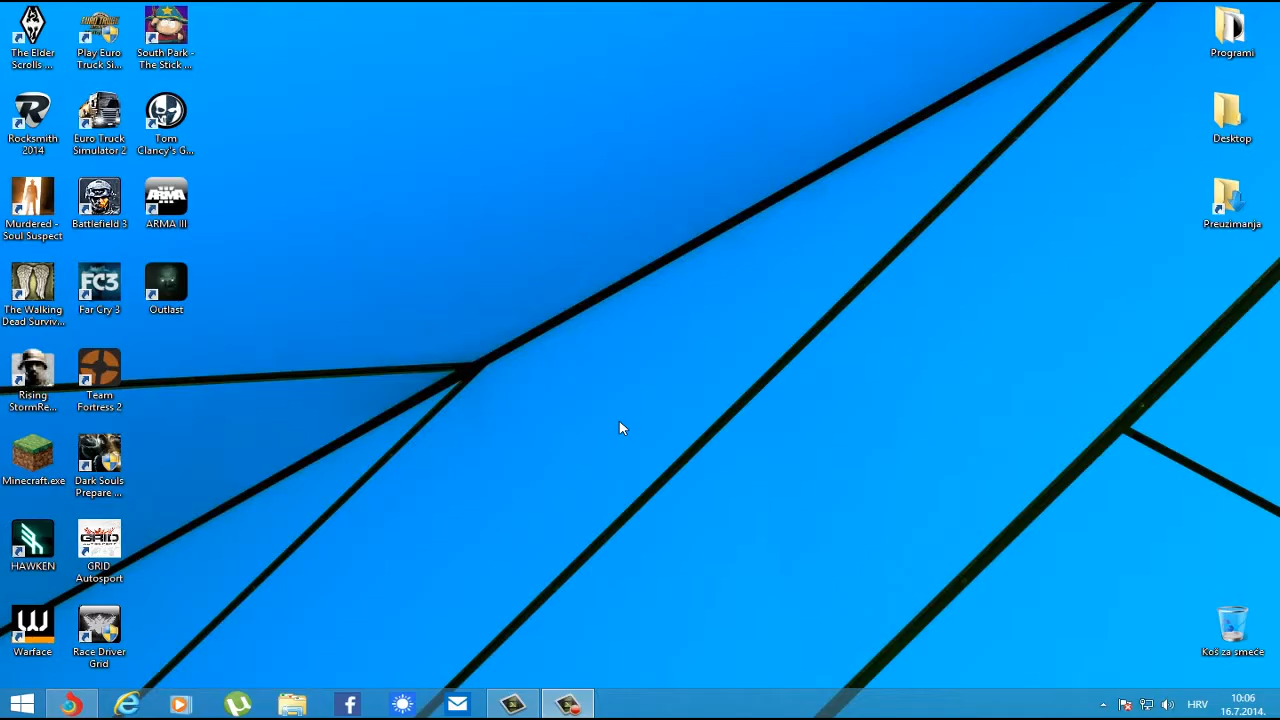 The Elder
Scrolls ...
Play Euro
Truck Si...
South Park -
The Stick ...
Rocksmith
2014
Euro Truck
Simulator 2
Tom
Clancy's G...
Murdered -
Soul Suspect
Battlefield 3
ARMA III
ARMA
The Walking
Dead Surviv...
FC3
Far Cry 3
Outlast
Rising
StormRe...
Team
Fortress 2
Minecraft.exe
Dark Souls
Prepare ...
HAWKEN
GRID
GRID
Autosport
Warface
Race Driver
Grid
Programi
Desktop
Preuzimanja
Koš za smeće
HRV
10:06
16.7.2014.